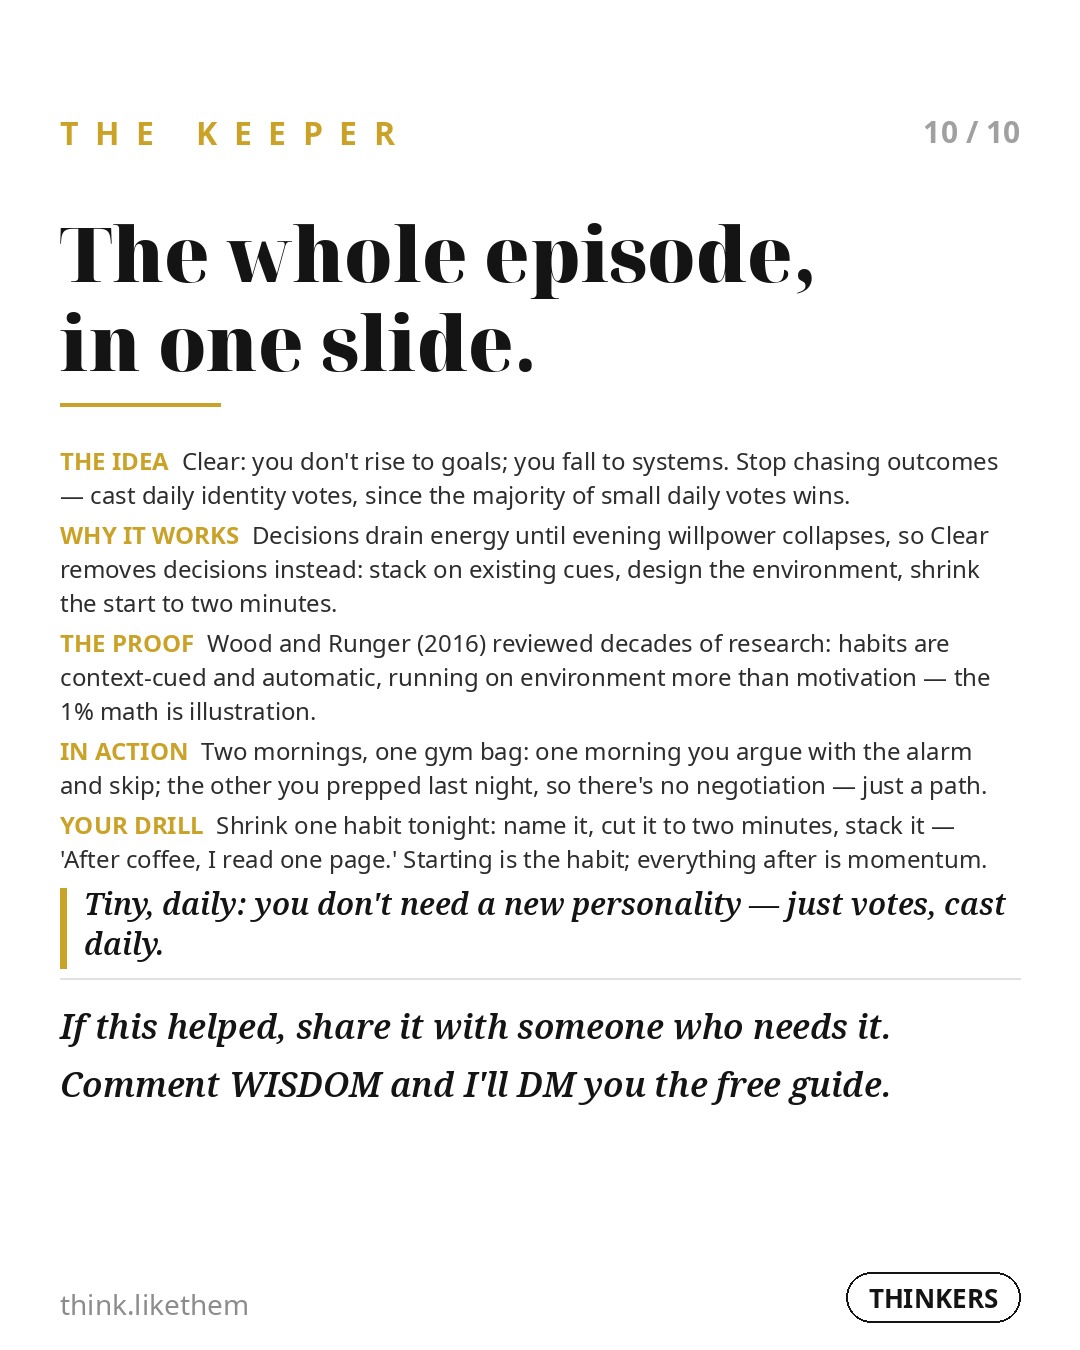 THE KEEPER
10 / 10
The whole episode,
in one slide.
THE IDEA Clear: you don't rise to goals; you fall to systems. Stop chasing outcomes
— cast daily identity votes, since the majority of small daily votes wins.
WHY IT WORKS Decisions drain energy until evening willpower collapses, so Clear
removes decisions instead: stack on existing cues, design the environment, shrink
the start to two minutes.
THE PROOF Wood and Runger (2016) reviewed decades of research: habits are
context-cued and automatic, running on environment more than motivation — the
1% math is illustration.
IN ACTION Two mornings, one gym bag: one morning you argue with the alarm
and skip; the other you prepped last night, so there's no negotiation — just a path.
YOUR DRILL Shrink one habit tonight: name it, cut it to two minutes, stack it —
'After coffee, I read one page.' Starting is the habit; everything after is momentum.
Tiny, daily: you don't need a new personality — just votes, cast
daily.
If this helped, share it with someone who needs it.
Comment WISDOM and I'll DM you the free guide.
think.likethem
THINKERS